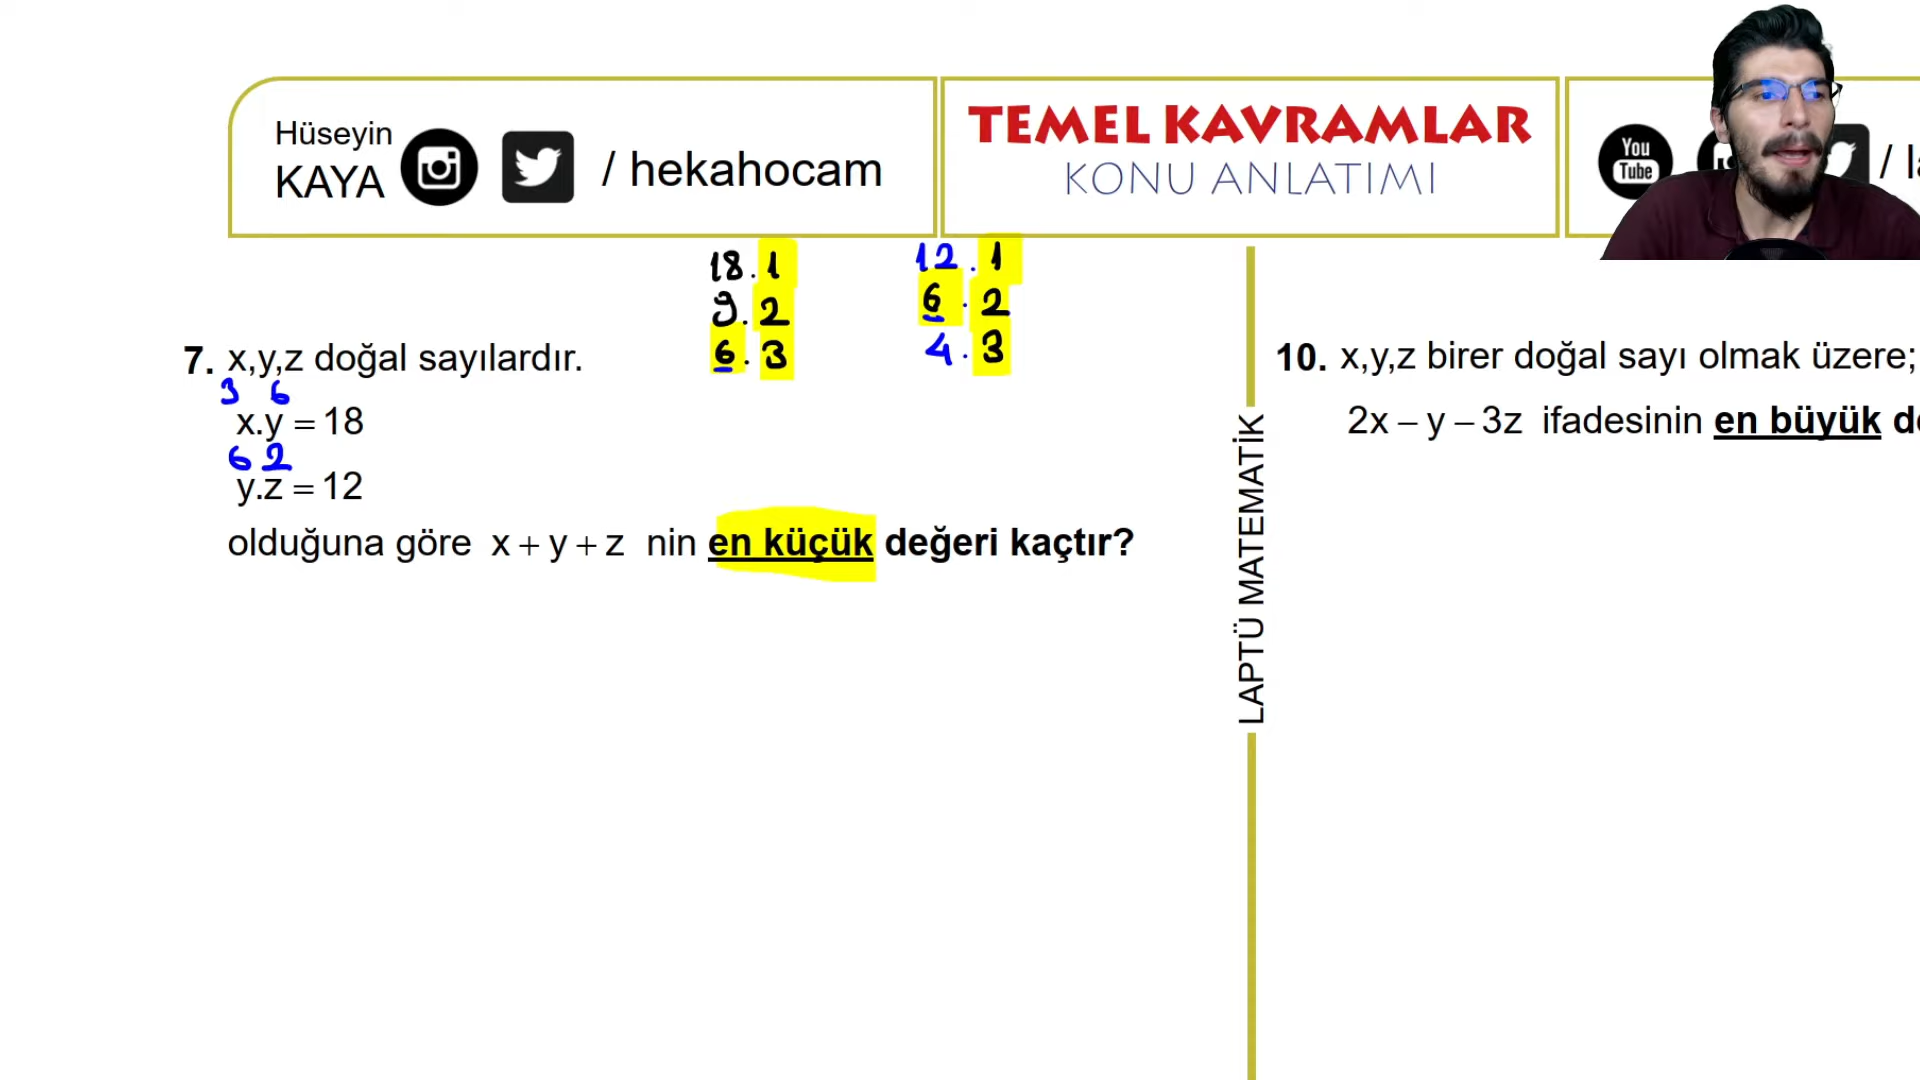 Hüseyin
KAYA
/ hekahocam
TEMEL KAVRAMLAR
KONU ANLATIMI
You
Tube
/
18.1
9.2
6.3
12.1
6.2
4.3
7. x,y,z doğal sayılardır.
3 6
x.y = 18
6 2
y.z = 12
olduğuna göre x + y + z nin en küçük değeri kaçtır?
LAPTÜ MATEMATİK
10. x,y,z birer doğal sayı olmak üzere;
2x – y – 3z ifadesinin en büyük